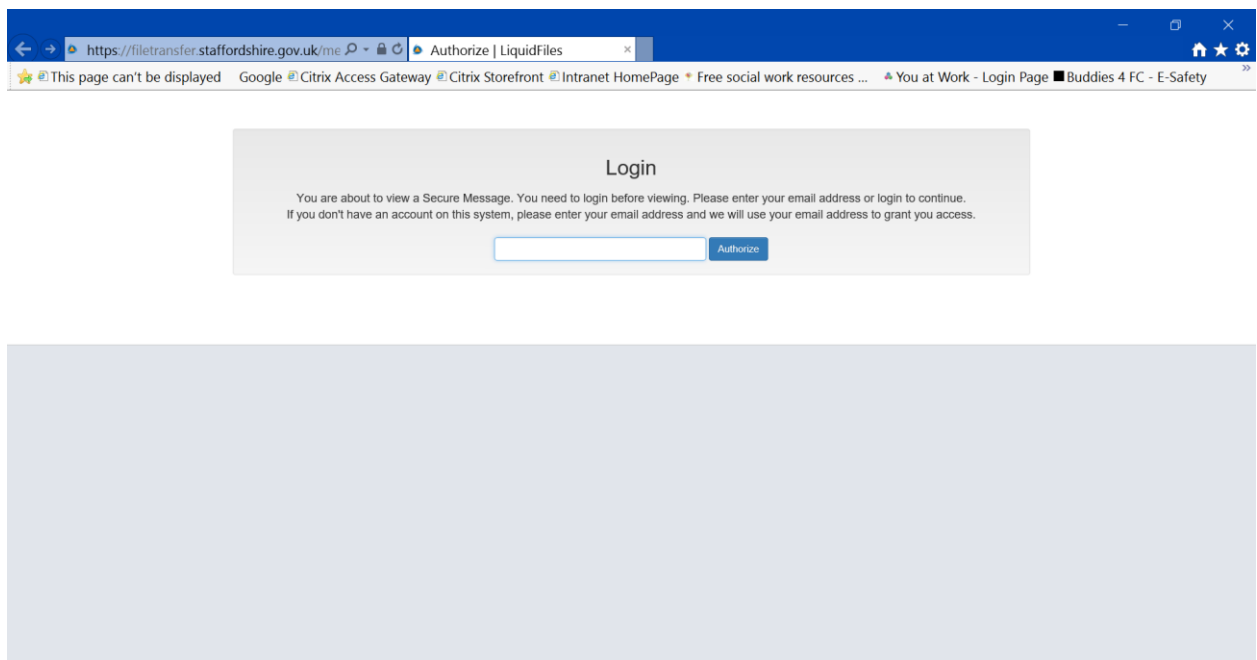 https://filetransfer.staffordshire.gov.uk/me
Authorize | LiquidFiles
This page can't be displayed Google Citrix Access Gateway Citrix Storefront Intranet HomePage Free social work resources ... You at Work - Login Page Buddies 4 FC - E-Safety
Login
You are about to view a Secure Message. You need to login before viewing. Please enter your email address or login to continue.
If you don't have an account on this system, please enter your email address and we will use your email address to grant you access.
Authorize